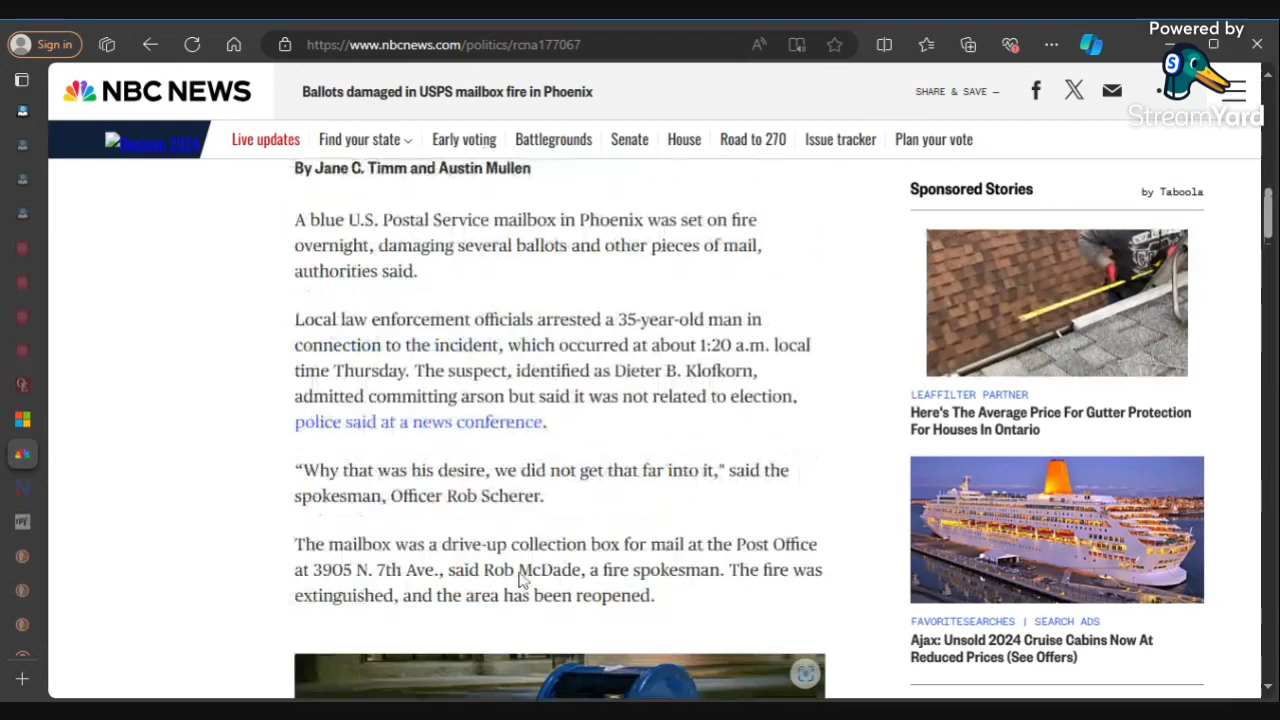 Powered by
Sign in
https://www.nbcnews.com/politics/rcna177067
StreamYard
NBC NEWS
Ballots damaged in USPS mailbox fire in Phoenix
SHARE & SAVE —
Decision 2024
Live updates
Find your state
Early voting
Battlegrounds
Senate
House
Road to 270
Issue tracker
Plan your vote
By Jane C. Timm and Austin Mullen
A blue U.S. Postal Service mailbox in Phoenix was set on fire
overnight, damaging several ballots and other pieces of mail,
authorities said.
Local law enforcement officials arrested a 35-year-old man in
connection to the incident, which occurred at about 1:20 a.m. local
time Thursday. The suspect, identified as Dieter B. Klofkorn,
admitted committing arson but said it was not related to election,
police said at a news conference.
“Why that was his desire, we did not get that far into it,” said the
spokesman, Officer Rob Scherer.
The mailbox was a drive-up collection box for mail at the Post Office
at 3905 N. 7th Ave., said Rob McDade, a fire spokesman. The fire was
extinguished, and the area has been reopened.
Sponsored Stories
by Taboola
LEAFFILTER PARTNER
Here's The Average Price For Gutter Protection
For Houses In Ontario
FAVORITESEARCHES | SEARCH ADS
Ajax: Unsold 2024 Cruise Cabins Now At
Reduced Prices (See Offers)